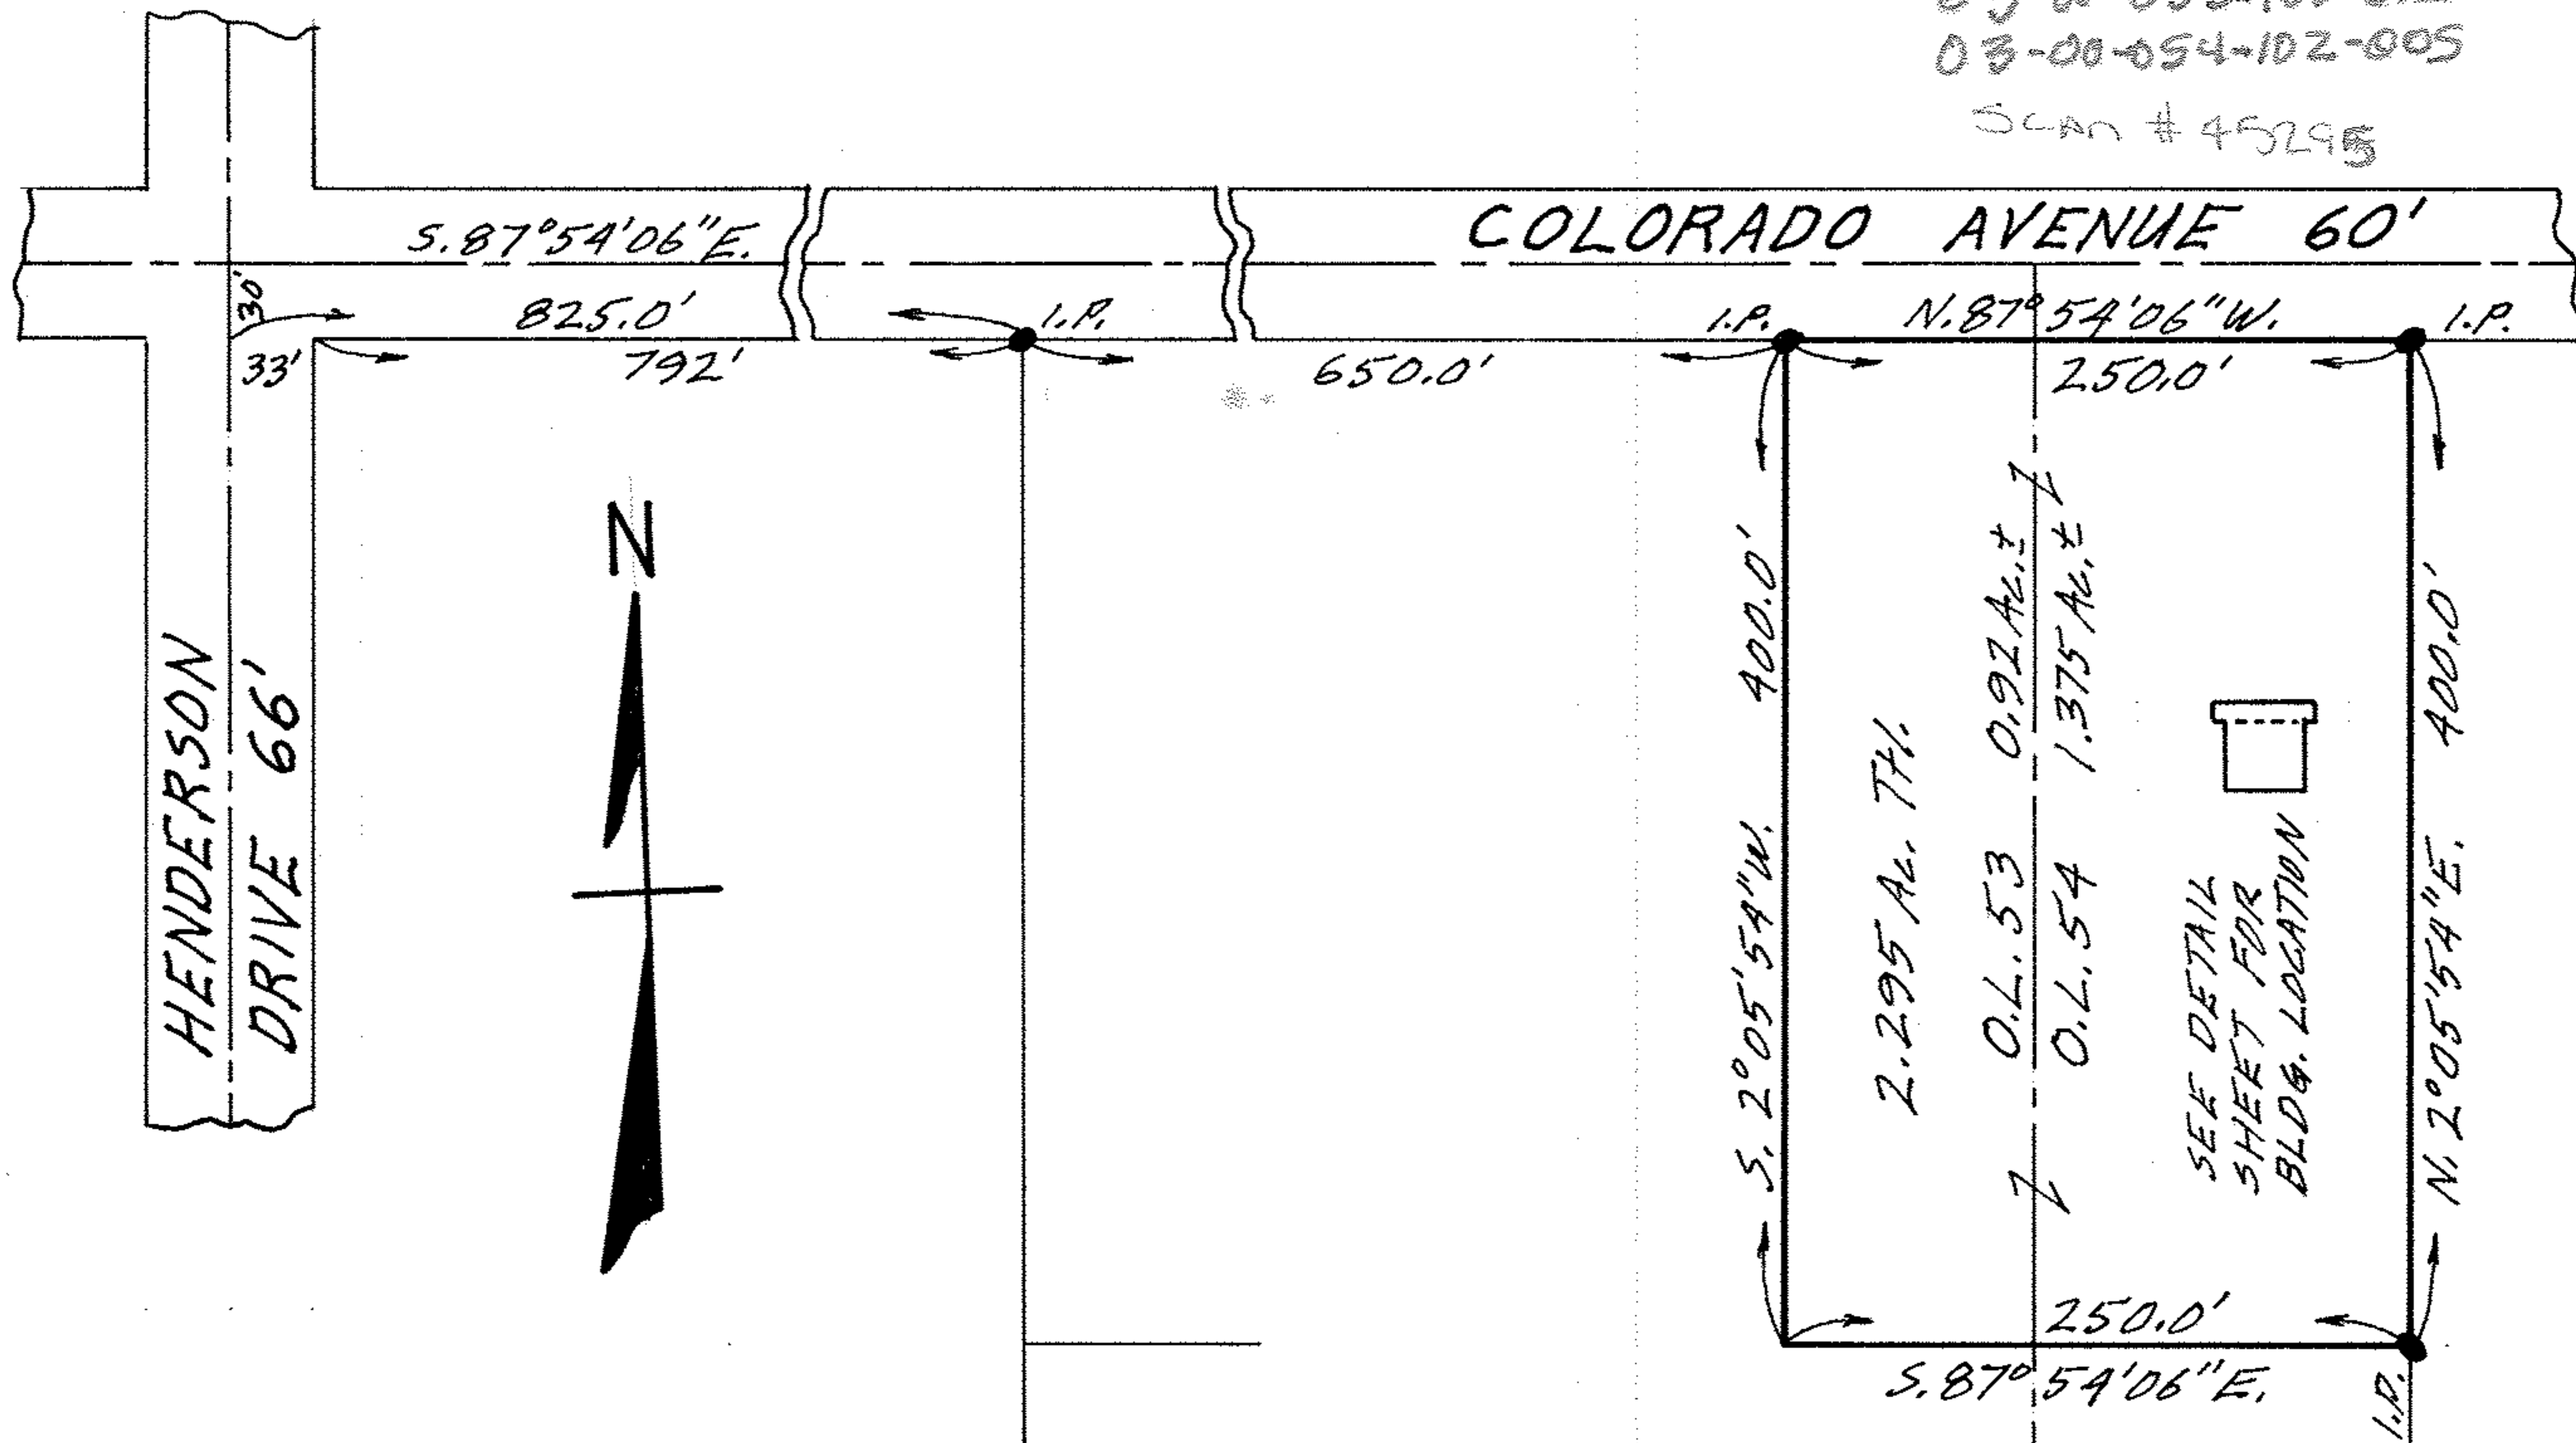 03-00-054-102-005
Scan # 45295
COLORADO AVENUE 60'
S.87°54'06"E.
30'
825.0'
I.P.
I.P.
N.87°54'06"W.
I.P.
33'
792'
650.0'
250.0'
N
HENDERSON
DRIVE 66'
S. 2°05'54"W. 400.0'
2.295 Ac. TH.
O.L. 53 0.92 Ac.±
O.L. 54 1.375 Ac.±
SEE DETAIL
SHEET FOR
BLDG. LOCATION
N. 2°05'54"E. 400.0'
250.0'
S.87°54'06"E.
I.P.